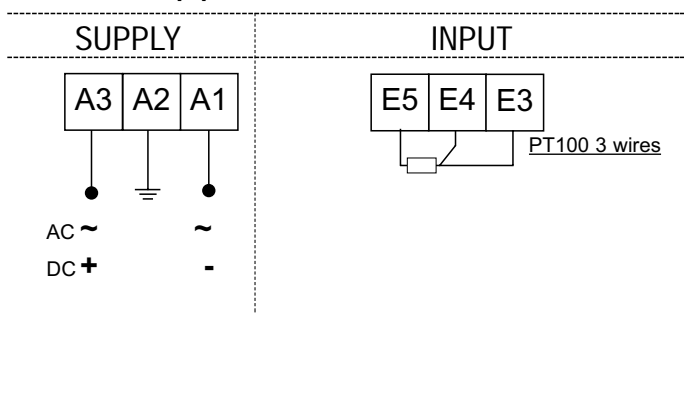 SUPPLY INPUT
A3 A2 A1 E5 E4 E3
PT100 3 wires
AC ~ ~
DC + -